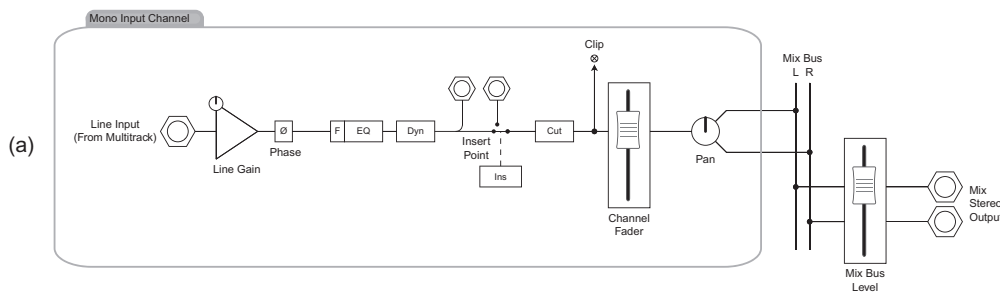 Mono Input Channel
Clip
Mix Bus
L R
Line Input
(From Multitrack)
(a)
Ø
F EQ
Dyn
Cut
Phase
Line Gain
Insert
Point
Ins
Pan
Channel
Fader
Mix
Stereo
Output
Mix Bus
Level